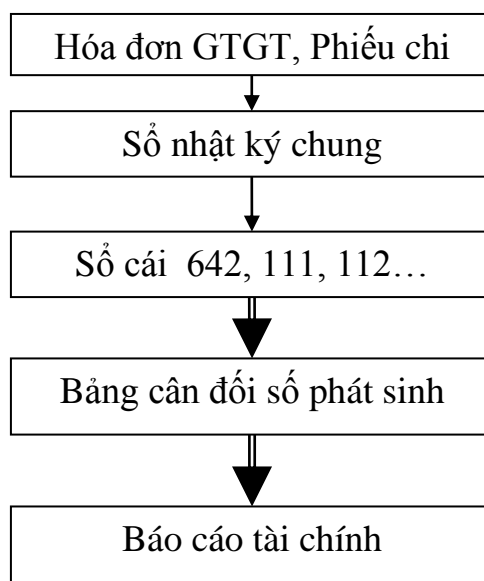 Hóa đơn GTGT, Phiếu chi
Sổ nhật ký chung
Sổ cái 642, 111, 112…
Bảng cân đối số phát sinh
Báo cáo tài chính